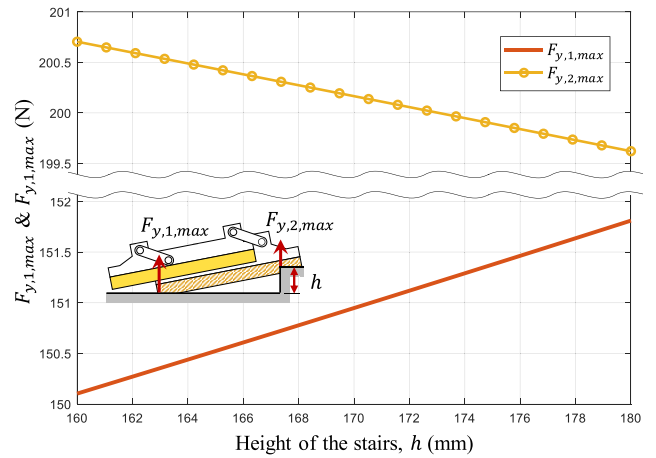 201
200.5
200
199.5
152
151.5
151
150.5
150
F_{y,1,max} & F_{y,1,max} (N)
F_{y,1,max}
F_{y,2,max}
F_{y,1,max}
F_{y,2,max}
h
160 162 164 166 168 170 172 174 176 178 180
Height of the stairs, h (mm)